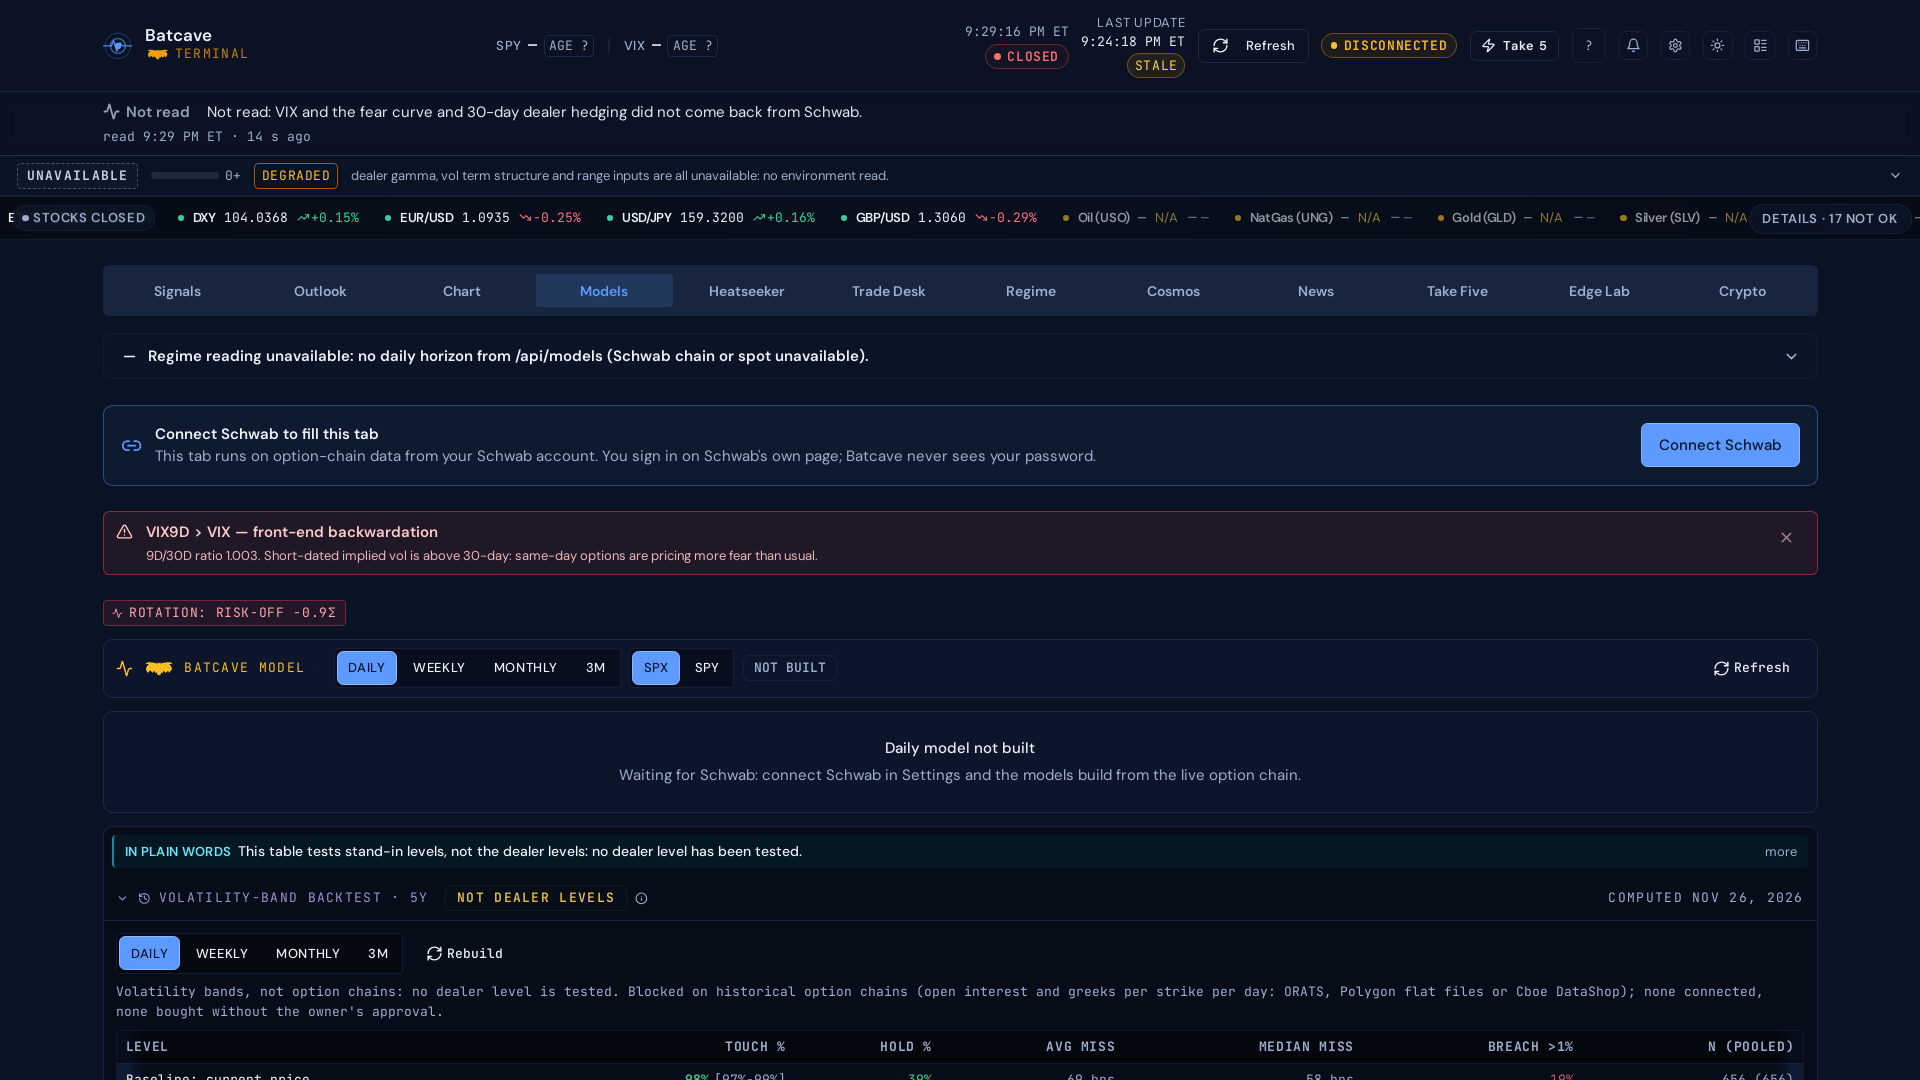 Batcave
TERMINAL
SPY — AGE ? | VIX — AGE ?
9:29:16 PM ET
CLOSED
LAST UPDATE
9:24:18 PM ET
STALE
Refresh
DISCONNECTED
Take 5
?
Not read Not read: VIX and the fear curve and 30-day dealer hedging did not come back from Schwab.
read 9:29 PM ET · 14 s ago
UNAVAILABLE 0+ DEGRADED dealer gamma, vol term structure and range inputs are all unavailable: no environment read.
E STOCKS CLOSED DXY 104.0368 +0.15% EUR/USD 1.0935 -0.25% USD/JPY 159.3200 +0.16% GBP/USD 1.3060 -0.29% Oil (USO) — N/A —— NatGas (UNG) — N/A —— Gold (GLD) — N/A —— Silver (SLV) — N/A DETAILS · 17 NOT OK
Signals Outlook Chart Models Heatseeker Trade Desk Regime Cosmos News Take Five Edge Lab Crypto
— Regime reading unavailable: no daily horizon from /api/models (Schwab chain or spot unavailable).
Connect Schwab to fill this tab
This tab runs on option-chain data from your Schwab account. You sign in on Schwab's own page; Batcave never sees your password.
Connect Schwab
VIX9D > VIX — front-end backwardation
9D/30D ratio 1.003. Short-dated implied vol is above 30-day: same-day options are pricing more fear than usual.
ROTATION: RISK-OFF -0.9Σ
BATCAVE MODEL DAILY WEEKLY MONTHLY 3M SPX SPY NOT BUILT Refresh
Daily model not built
Waiting for Schwab: connect Schwab in Settings and the models build from the live option chain.
IN PLAIN WORDS This table tests stand-in levels, not the dealer levels: no dealer level has been tested. more
VOLATILITY-BAND BACKTEST · 5Y NOT DEALER LEVELS COMPUTED NOV 26, 2026
DAILY WEEKLY MONTHLY 3M Rebuild
Volatility bands, not option chains: no dealer level is tested. Blocked on historical option chains (open interest and greeks per strike per day: ORATS, Polygon flat files or Cboe DataShop); none connected,
none bought without the owner's approval.
LEVEL TOUCH % HOLD % AVG MISS MEDIAN MISS BREACH >1% N (POOLED)
Baseline: current price 98% [97%-99%] 39% 69 bps 58 bps 19% 656 (656)